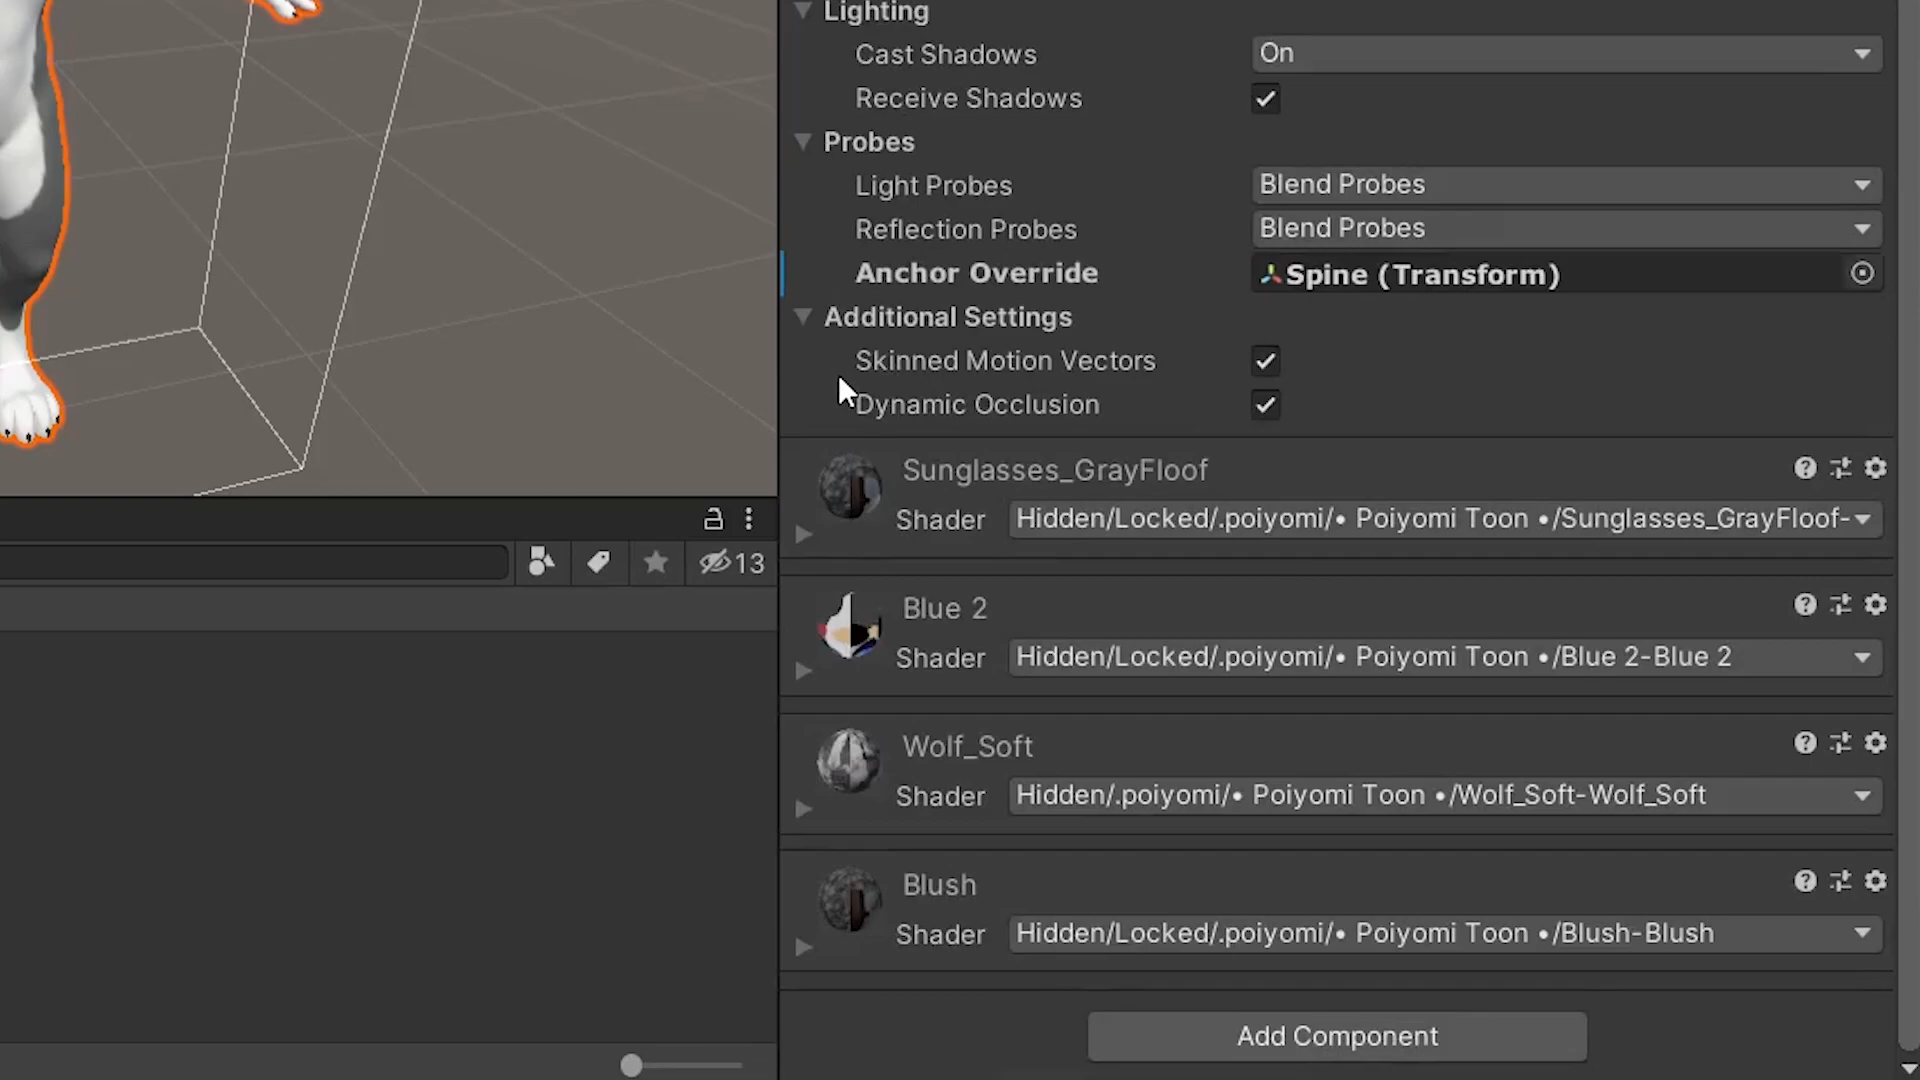 Lighting
Cast Shadows On
Receive Shadows
Probes
Light Probes Blend Probes
Reflection Probes Blend Probes
Anchor Override Spine (Transform)
Additional Settings
Skinned Motion Vectors
Dynamic Occlusion
Sunglasses_GrayFloof
Shader Hidden/Locked/.poiyomi/• Poiyomi Toon •/Sunglasses_GrayFloof-
13
Blue 2
Shader Hidden/Locked/.poiyomi/• Poiyomi Toon •/Blue 2-Blue 2
Wolf_Soft
Shader Hidden/.poiyomi/• Poiyomi Toon •/Wolf_Soft-Wolf_Soft
Blush
Shader Hidden/Locked/.poiyomi/• Poiyomi Toon •/Blush-Blush
Add Component